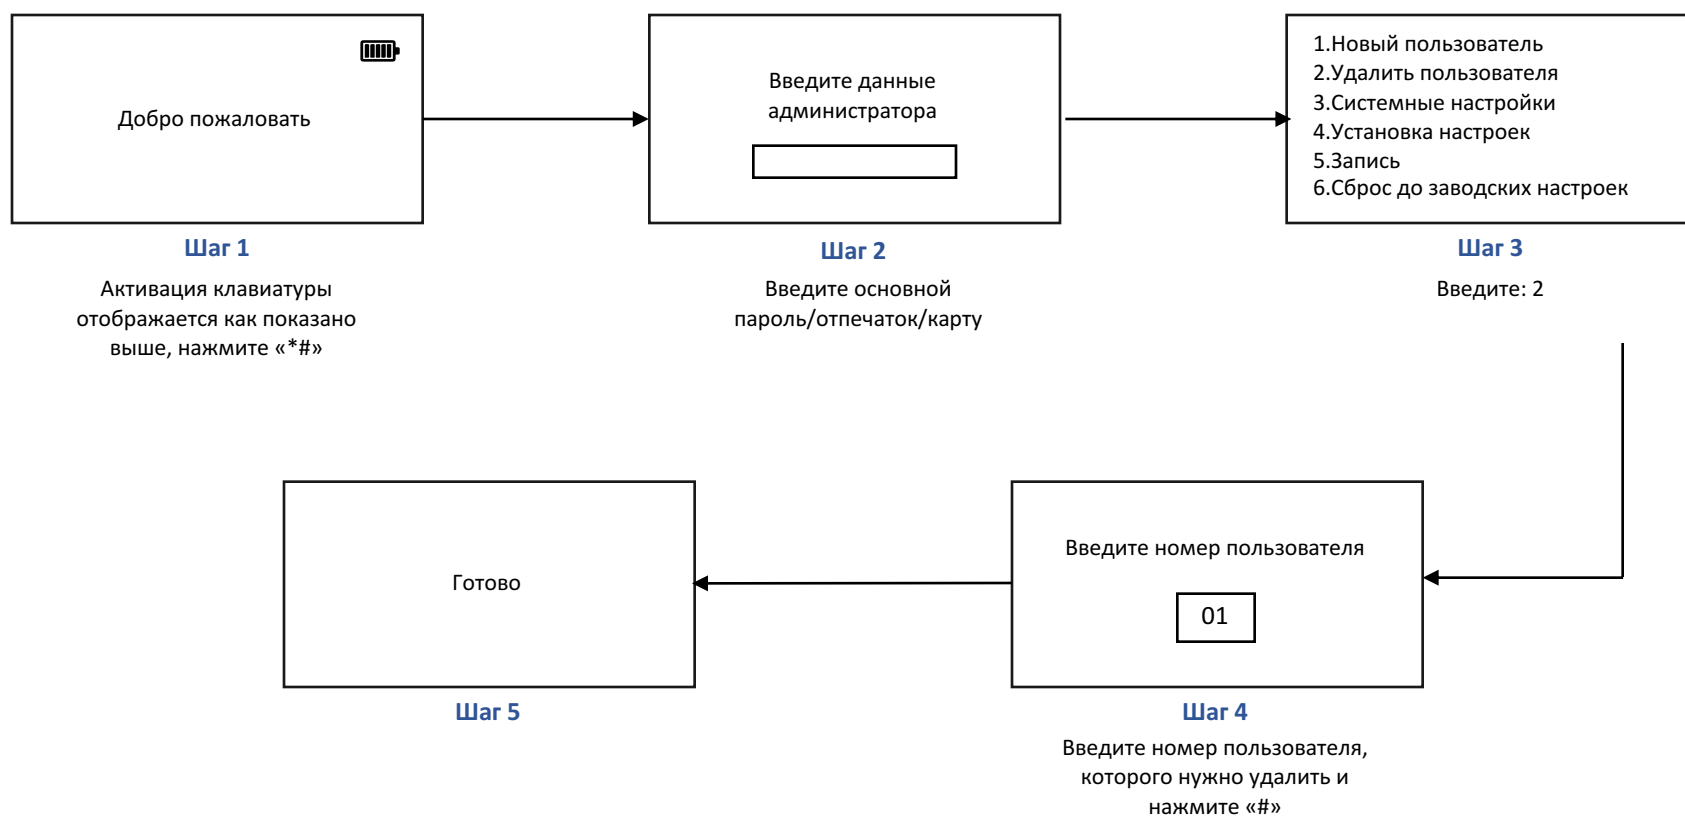 Добро пожаловать
Шаг 1
Активация клавиатуры
отображается как показано
выше, нажмите «*#»
Введите данные
администратора
Шаг 2
Введите основной
пароль/отпечаток/карту
1.Новый пользователь
2.Удалить пользователя
3.Системные настройки
4.Установка настроек
5.Запись
6.Сброс до заводских настроек
Шаг 3
Введите: 2
Введите номер пользователя
01
Шаг 4
Введите номер пользователя,
которого нужно удалить и
нажмите «#»
Готово
Шаг 5